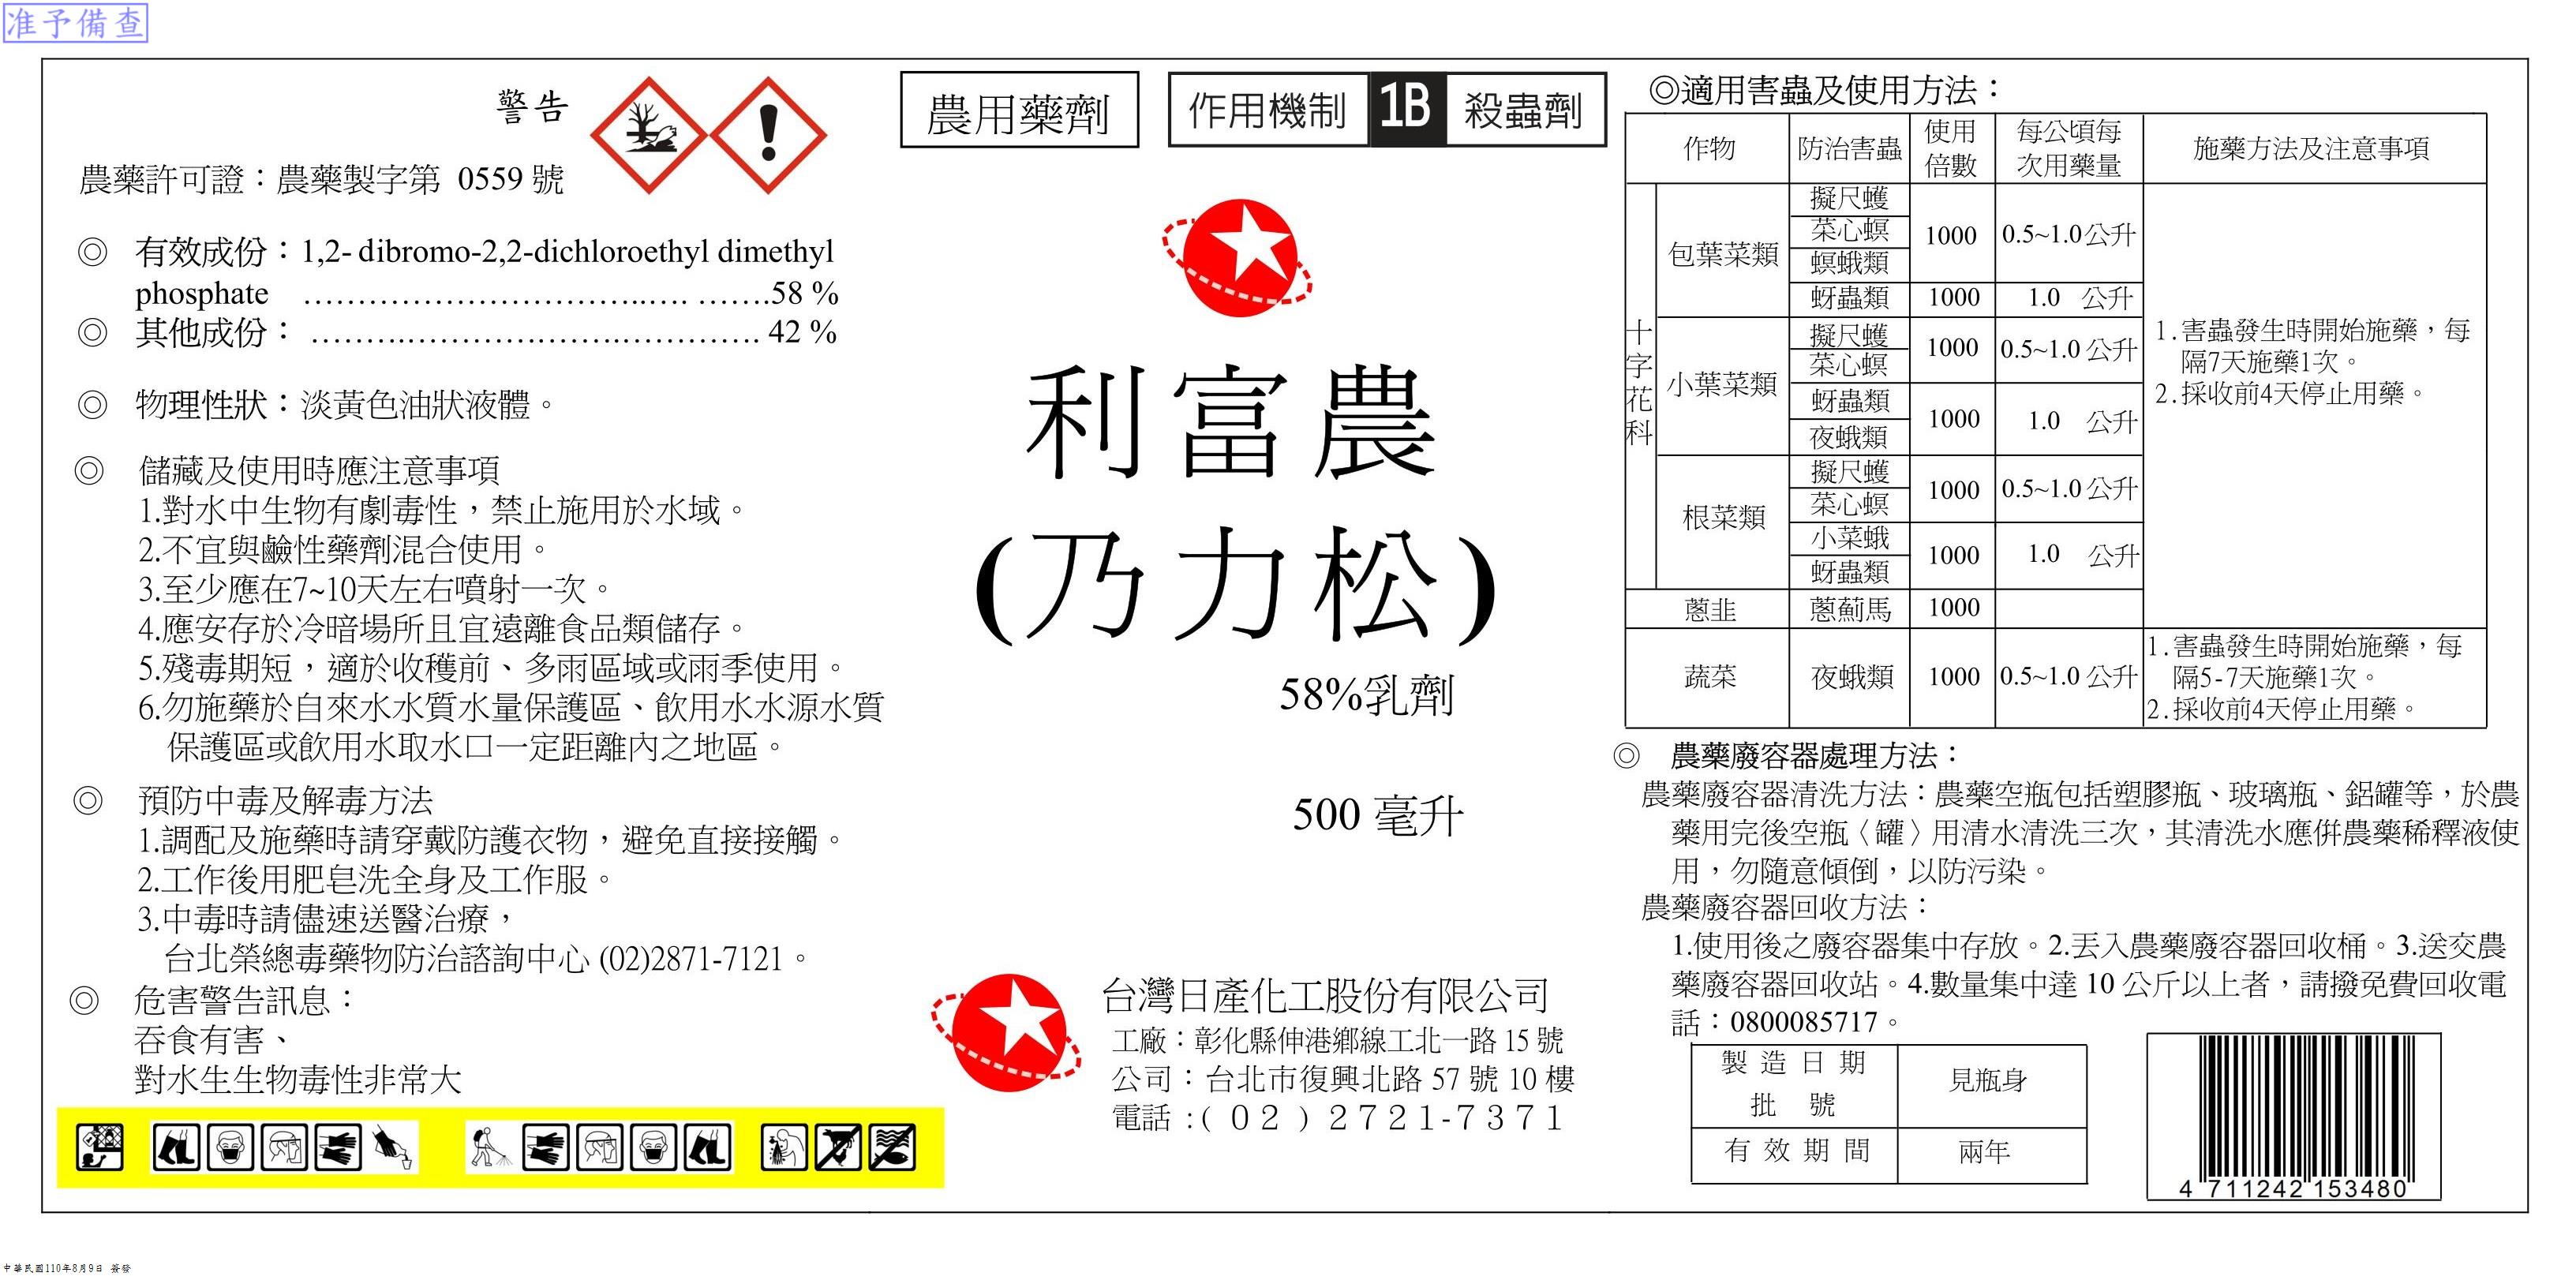 准予備查
警告
農藥許可證：農藥製字第 0559 號
◎ 有效成份：1,2- dibromo-2,2-dichloroethyl dimethyl
phosphate ………………………….…. …….58 %
◎ 其他成份： ……….…………….…….………. 42 %
◎ 物理性狀：淡黃色油狀液體。
◎ 儲藏及使用時應注意事項
1.對水中生物有劇毒性，禁止施用於水域。
2.不宜與鹼性藥劑混合使用。
3.至少應在7~10天左右噴射一次。
4.應安存於冷暗場所且宜遠離食品類儲存。
5.殘毒期短，適於收穫前、多雨區域或雨季使用。
6.勿施藥於自來水水質水量保護區、飲用水水源水質
保護區或飲用水取水口一定距離內之地區。
◎ 預防中毒及解毒方法
1.調配及施藥時請穿戴防護衣物，避免直接接觸。
2.工作後用肥皂洗全身及工作服。
3.中毒時請儘速送醫治療，
台北榮總毒藥物防治諮詢中心 (02)2871-7121。
◎ 危害警告訊息：
吞食有害、
對水生生物毒性非常大
農用藥劑
作用機制 1B 殺蟲劑
利富農
(乃力松)
58%乳劑
500 毫升
台灣日產化工股份有限公司
工廠：彰化縣伸港鄉線工北一路 15 號
公司：台北市復興北路 57 號 10 樓
電話 :( 02 ) 2721-7371
◎適用害蟲及使用方法：
作物 防治害蟲 使用倍數 每公頃每次用藥量 施藥方法及注意事項
十字花科
包葉菜類
擬尺蠖
菜心螟
螟蛾類
1000 0.5~1.0公升
蚜蟲類 1000 1.0 公升
小葉菜類
擬尺蠖
菜心螟
1000 0.5~1.0 公升
蚜蟲類
夜蛾類
1000 1.0 公升
根菜類
擬尺蠖
菜心螟
1000 0.5~1.0 公升
小菜蛾
蚜蟲類
1000 1.0 公升
蔥韭 蔥薊馬 1000
1.害蟲發生時開始施藥，每
隔7天施藥1次。
2.採收前4天停止用藥。
蔬菜 夜蛾類 1000 0.5~1.0 公升
1.害蟲發生時開始施藥，每
隔5-7天施藥1次。
2.採收前4天停止用藥。
◎ 農藥廢容器處理方法：
農藥廢容器清洗方法：農藥空瓶包括塑膠瓶、玻璃瓶、鋁罐等，於農
藥用完後空瓶〈罐〉用清水清洗三次，其清洗水應併農藥稀釋液使
用，勿隨意傾倒，以防污染。
農藥廢容器回收方法：
1.使用後之廢容器集中存放。2.丟入農藥廢容器回收桶。3.送交農
藥廢容器回收站。4.數量集中達 10 公斤以上者，請撥免費回收電
話：0800085717。
製造日期
批號
見瓶身
有效期間 兩年
4 711242 153480
中華民國110年8月9日 簽發